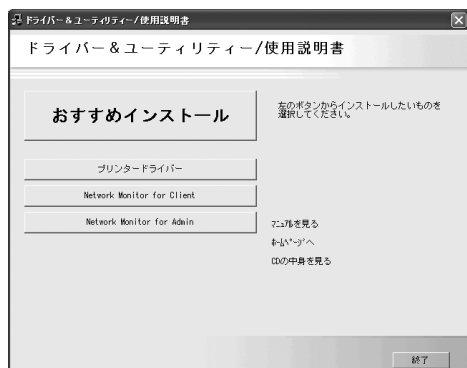 ドライバー&ユーティリティー/使用説明書
ドライバー&ユーティリティー/使用説明書
おすすめインストール
左のボタンからインストールしたいものを
選択してください。
プリンタードライバー
Network Monitor for Client
Network Monitor for Admin
ﾏﾆｭｱﾙを見る
ﾎｰﾑﾍﾟｰｼﾞへ
CDの中身を見る
終了